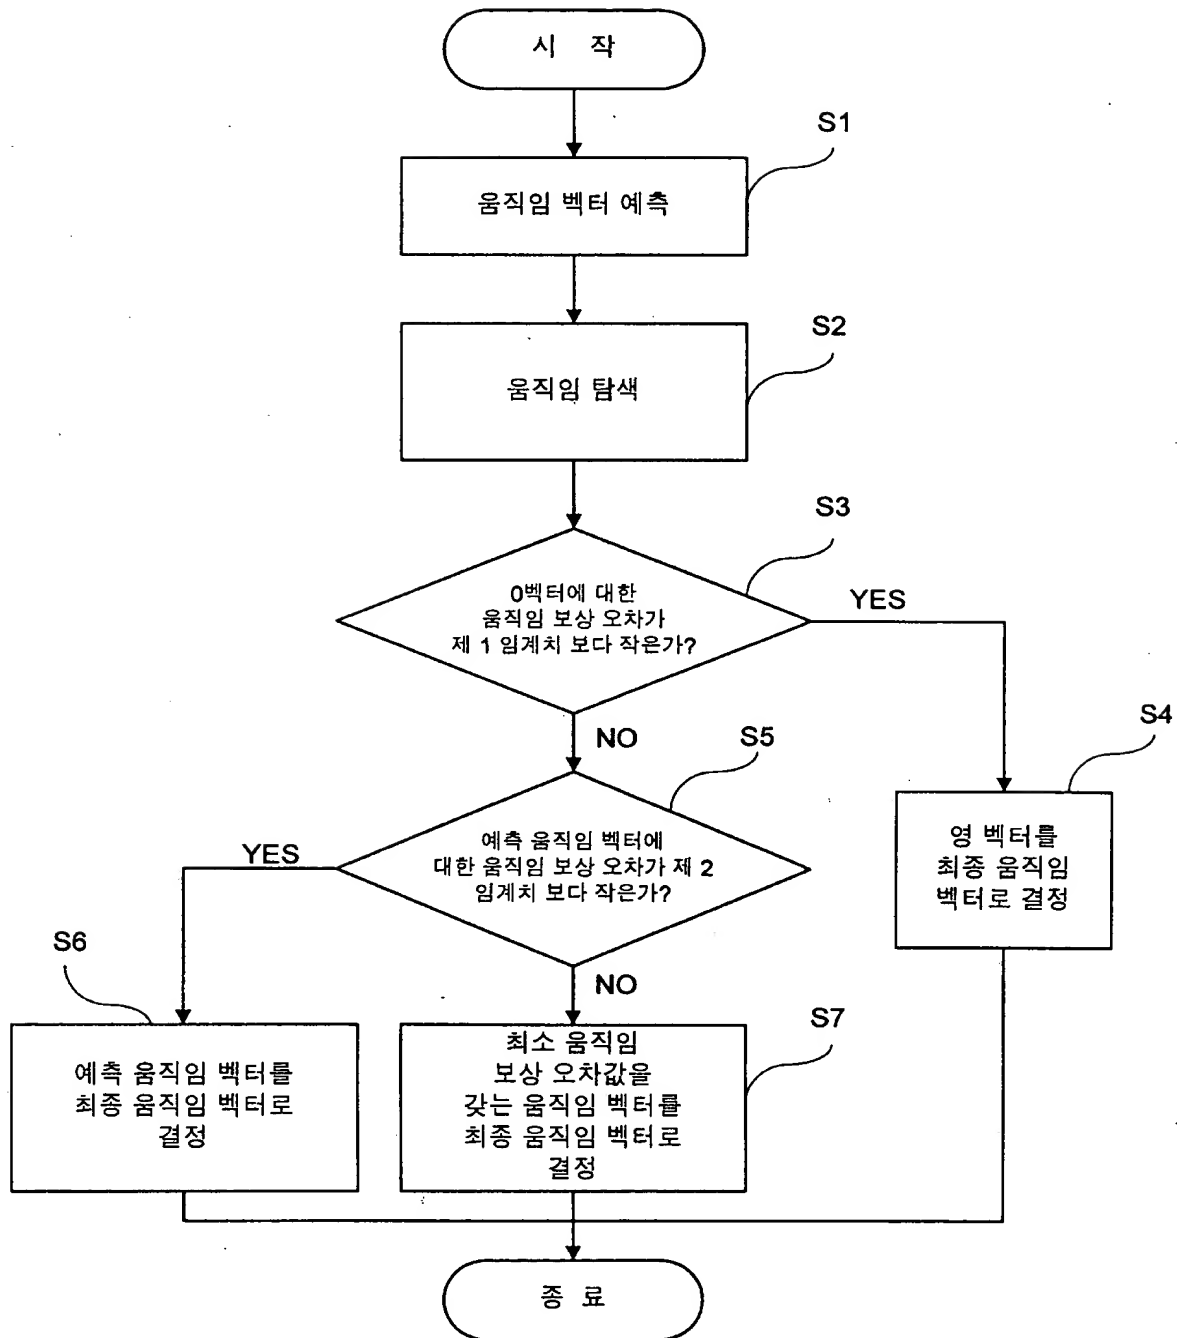 시 작
S1
움직임 벡터 예측
S2
움직임 탐색
S3
0벡터에 대한
움직임 보상 오차가
제 1 임계치 보다 작은가?
YES
NO
S4
영 벡터를
최종 움직임
벡터로 결정
S5
예측 움직임 벡터에
대한 움직임 보상 오차가 제 2
임계치 보다 작은가?
YES
NO
S6
예측 움직임 벡터를
최종 움직임 벡터로
결정
S7
최소 움직임
보상 오차값을
갖는 움직임 벡터를
최종 움직임 벡터로
결정
종 료